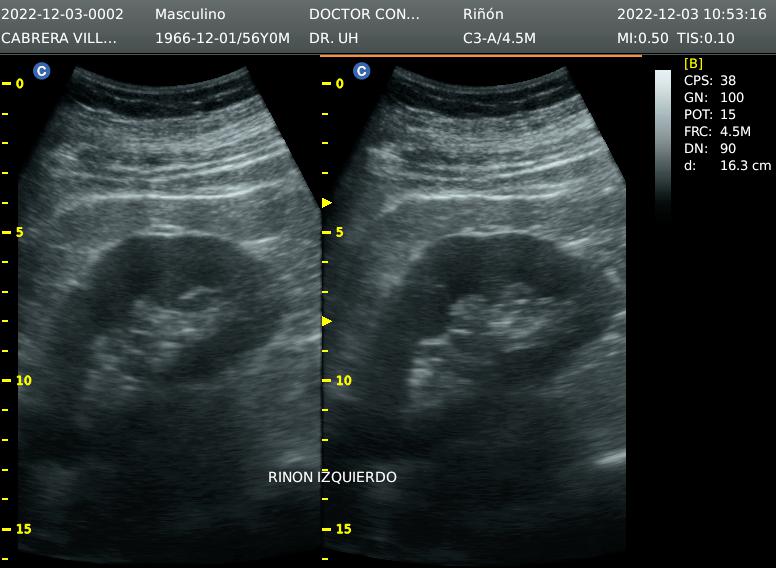 2022-12-03-0002 Masculino DOCTOR CON... Riñón 2022-12-03 10:53:16
CABRERA VILL... 1966-12-01/56Y0M DR. UH C3-A/4.5M MI:0.50 TIS:0.10
C
C
[B]
CPS: 38
GN: 100
POT: 15
FRC: 4.5M
DN: 90
d: 16.3 cm
0
5
10
15
0
5
10
15
RINON IZQUIERDO